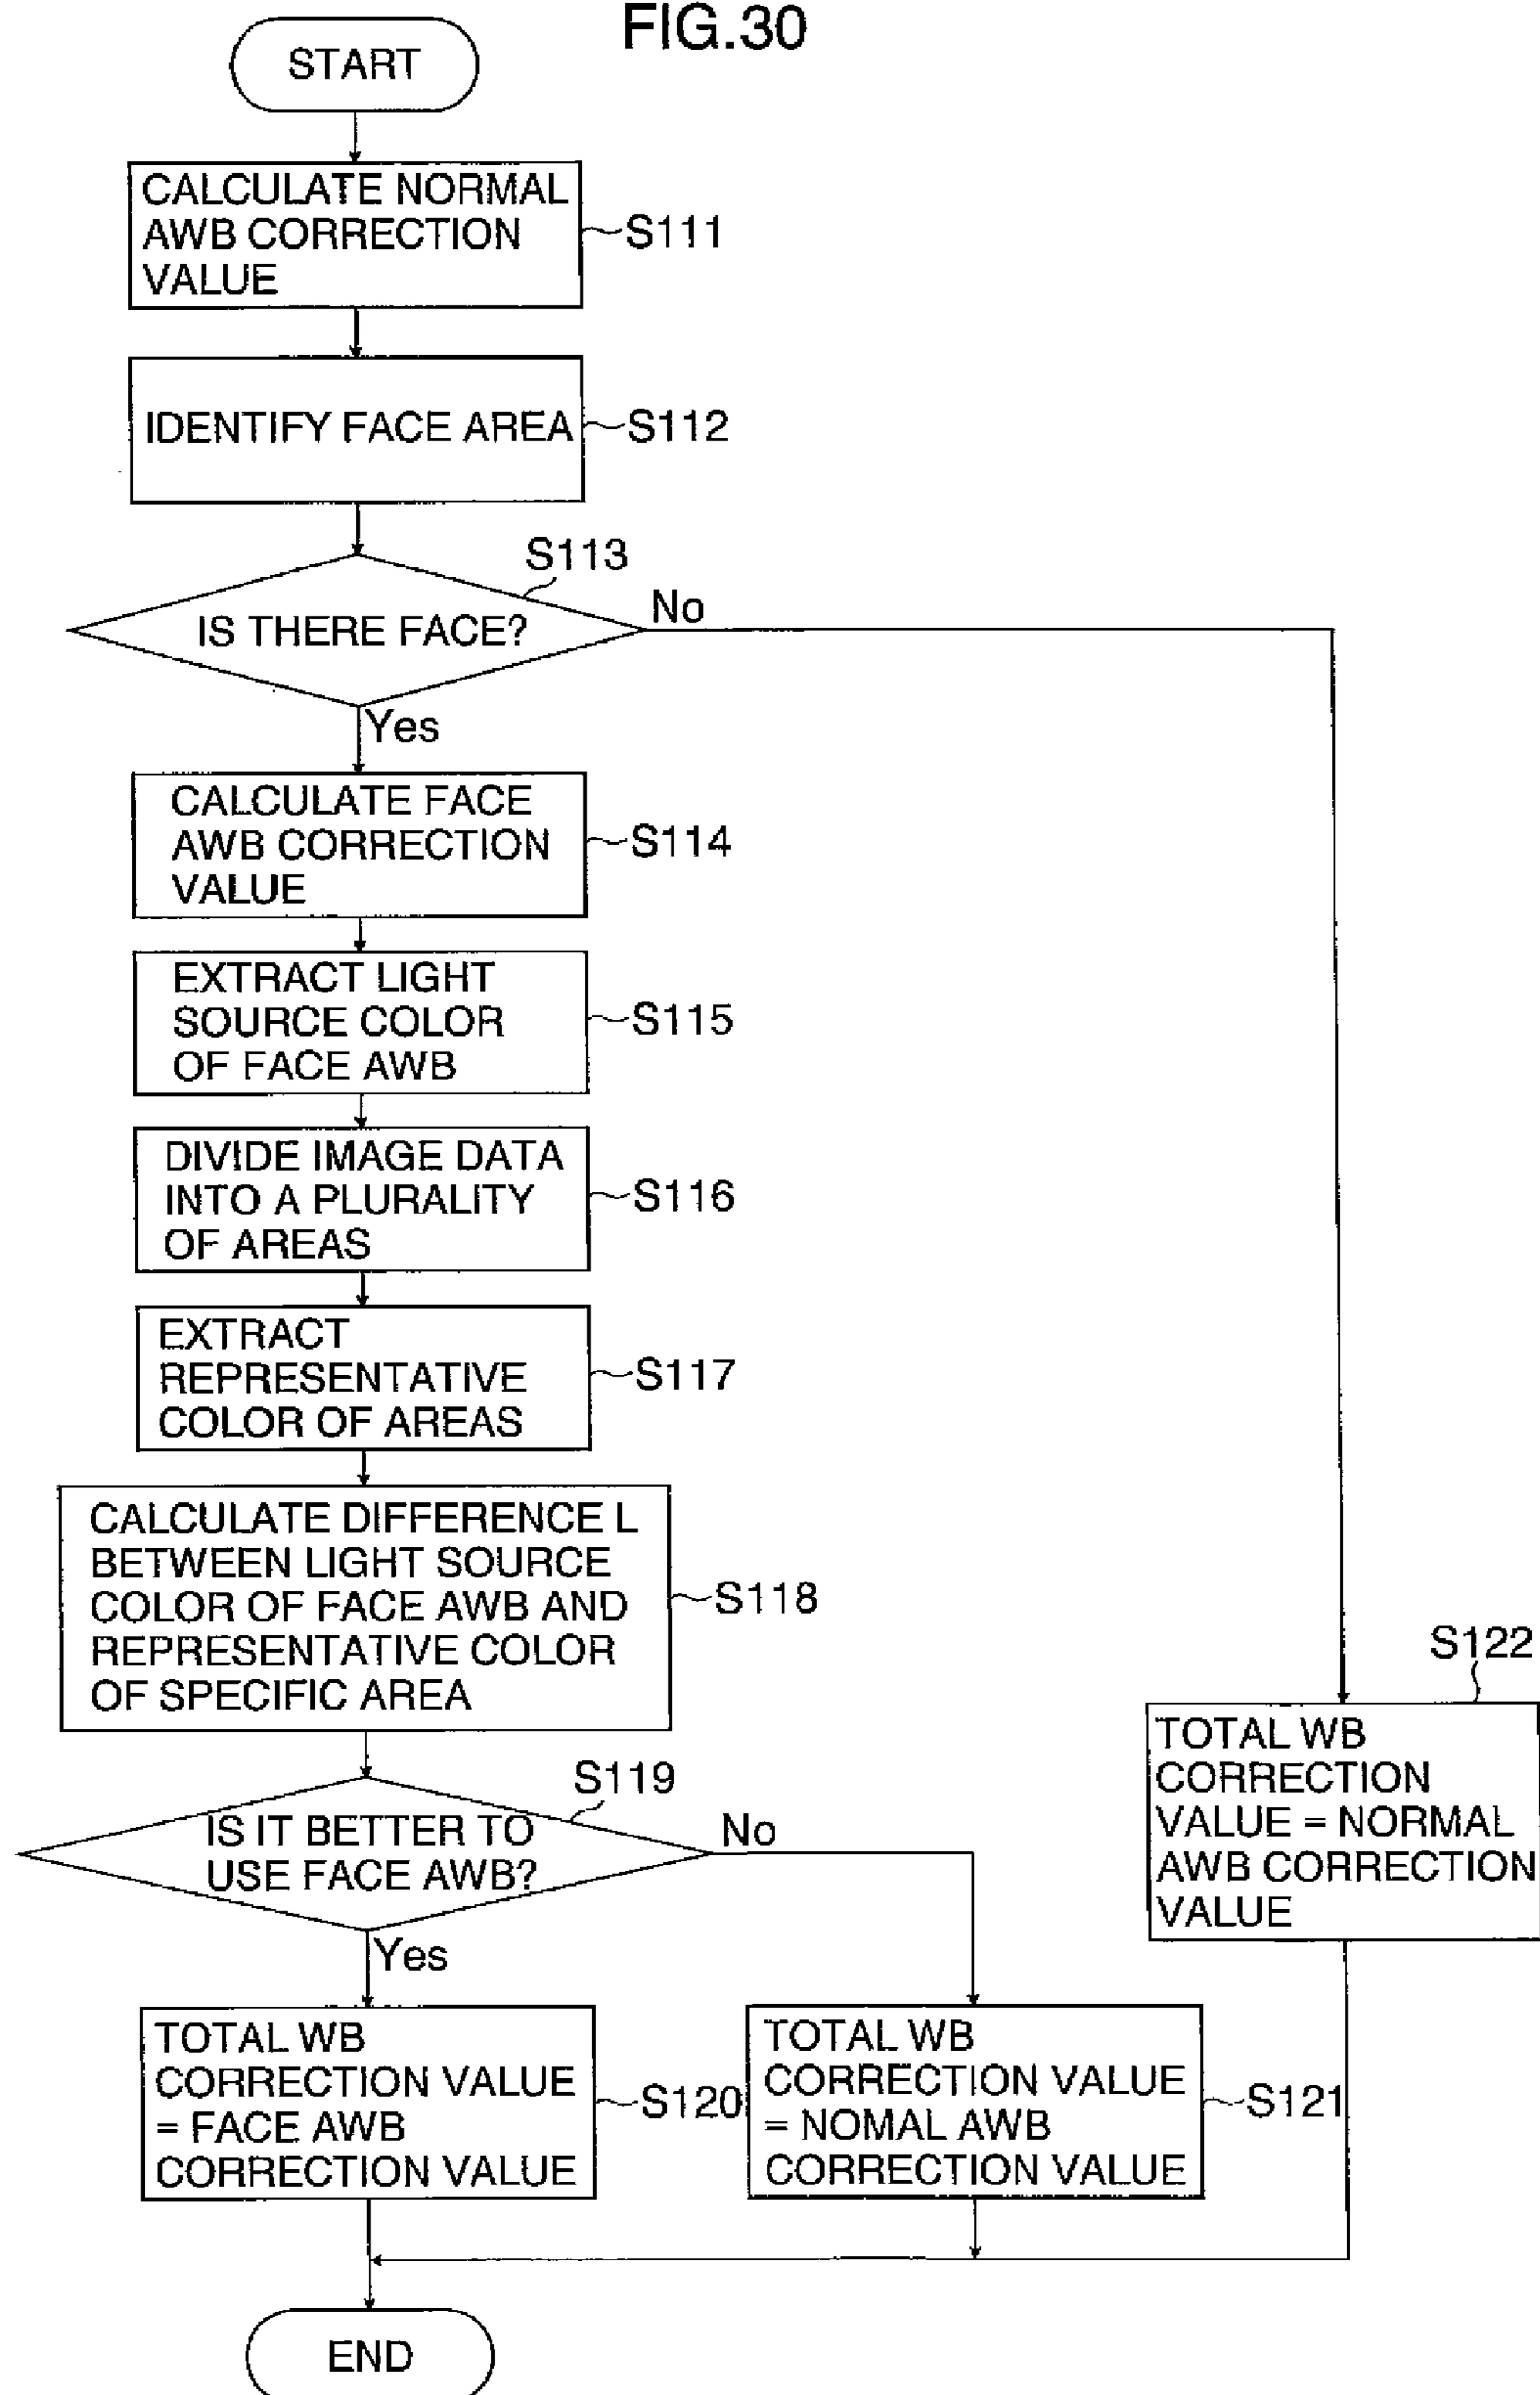 FIG.30
START
CALCULATE NORMAL
AWB CORRECTION
VALUE
S111
IDENTIFY FACE AREA
S112
S113
IS THERE FACE?
No
Yes
CALCULATE FACE
AWB CORRECTION
VALUE
S114
EXTRACT LIGHT
SOURCE COLOR
OF FACE AWB
S115
DIVIDE IMAGE DATA
INTO A PLURALITY
OF AREAS
S116
EXTRACT
REPRESENTATIVE
COLOR OF AREAS
S117
CALCULATE DIFFERENCE L
BETWEEN LIGHT SOURCE
COLOR OF FACE AWB AND
REPRESENTATIVE COLOR
OF SPECIFIC AREA
S118
S119
IS IT BETTER TO
USE FACE AWB?
No
Yes
S122
TOTAL WB
CORRECTION
VALUE = NORMAL
AWB CORRECTION
VALUE
TOTAL WB
CORRECTION VALUE
= FACE AWB
CORRECTION VALUE
S120
TOTAL WB
CORRECTION VALUE
= NOMAL AWB
CORRECTION VALUE
S121
END